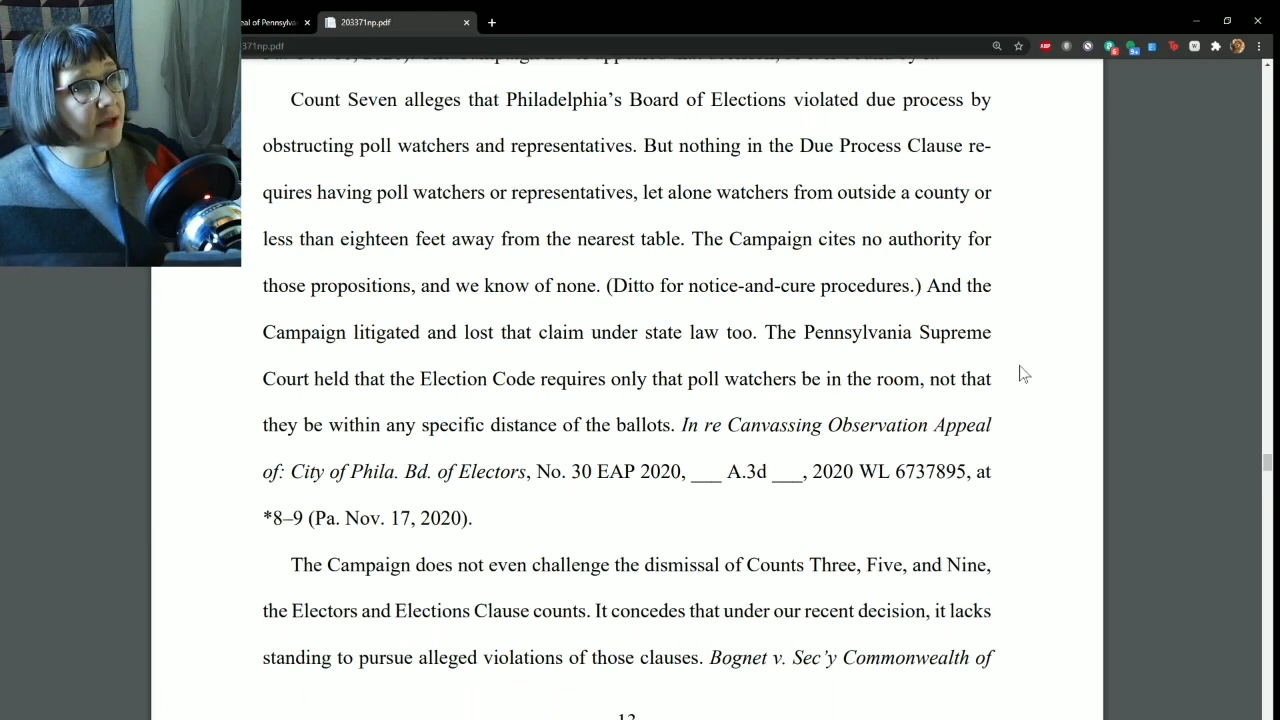 al of Pennsylva
203371np.pdf
371np.pdf
Count Seven alleges that Philadelphia’s Board of Elections violated due process by
obstructing poll watchers and representatives. But nothing in the Due Process Clause re-
quires having poll watchers or representatives, let alone watchers from outside a county or
less than eighteen feet away from the nearest table. The Campaign cites no authority for
those propositions, and we know of none. (Ditto for notice-and-cure procedures.) And the
Campaign litigated and lost that claim under state law too. The Pennsylvania Supreme
Court held that the Election Code requires only that poll watchers be in the room, not that
they be within any specific distance of the ballots. In re Canvassing Observation Appeal
of: City of Phila. Bd. of Electors, No. 30 EAP 2020, ___ A.3d ___, 2020 WL 6737895, at
*8–9 (Pa. Nov. 17, 2020).
The Campaign does not even challenge the dismissal of Counts Three, Five, and Nine,
the Electors and Elections Clause counts. It concedes that under our recent decision, it lacks
standing to pursue alleged violations of those clauses. Bognet v. Sec’y Commonwealth of
13